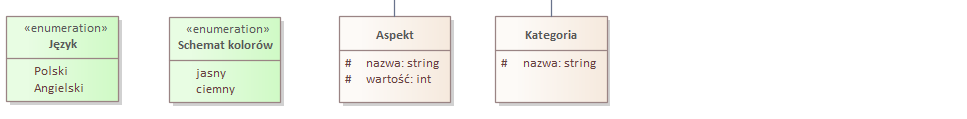 «enumeration»
Język
Polski
Angielski
«enumeration»
Schemat kolorów
jasny
ciemny
Aspekt
# nazwa: string
# wartość: int
Kategoria
# nazwa: string